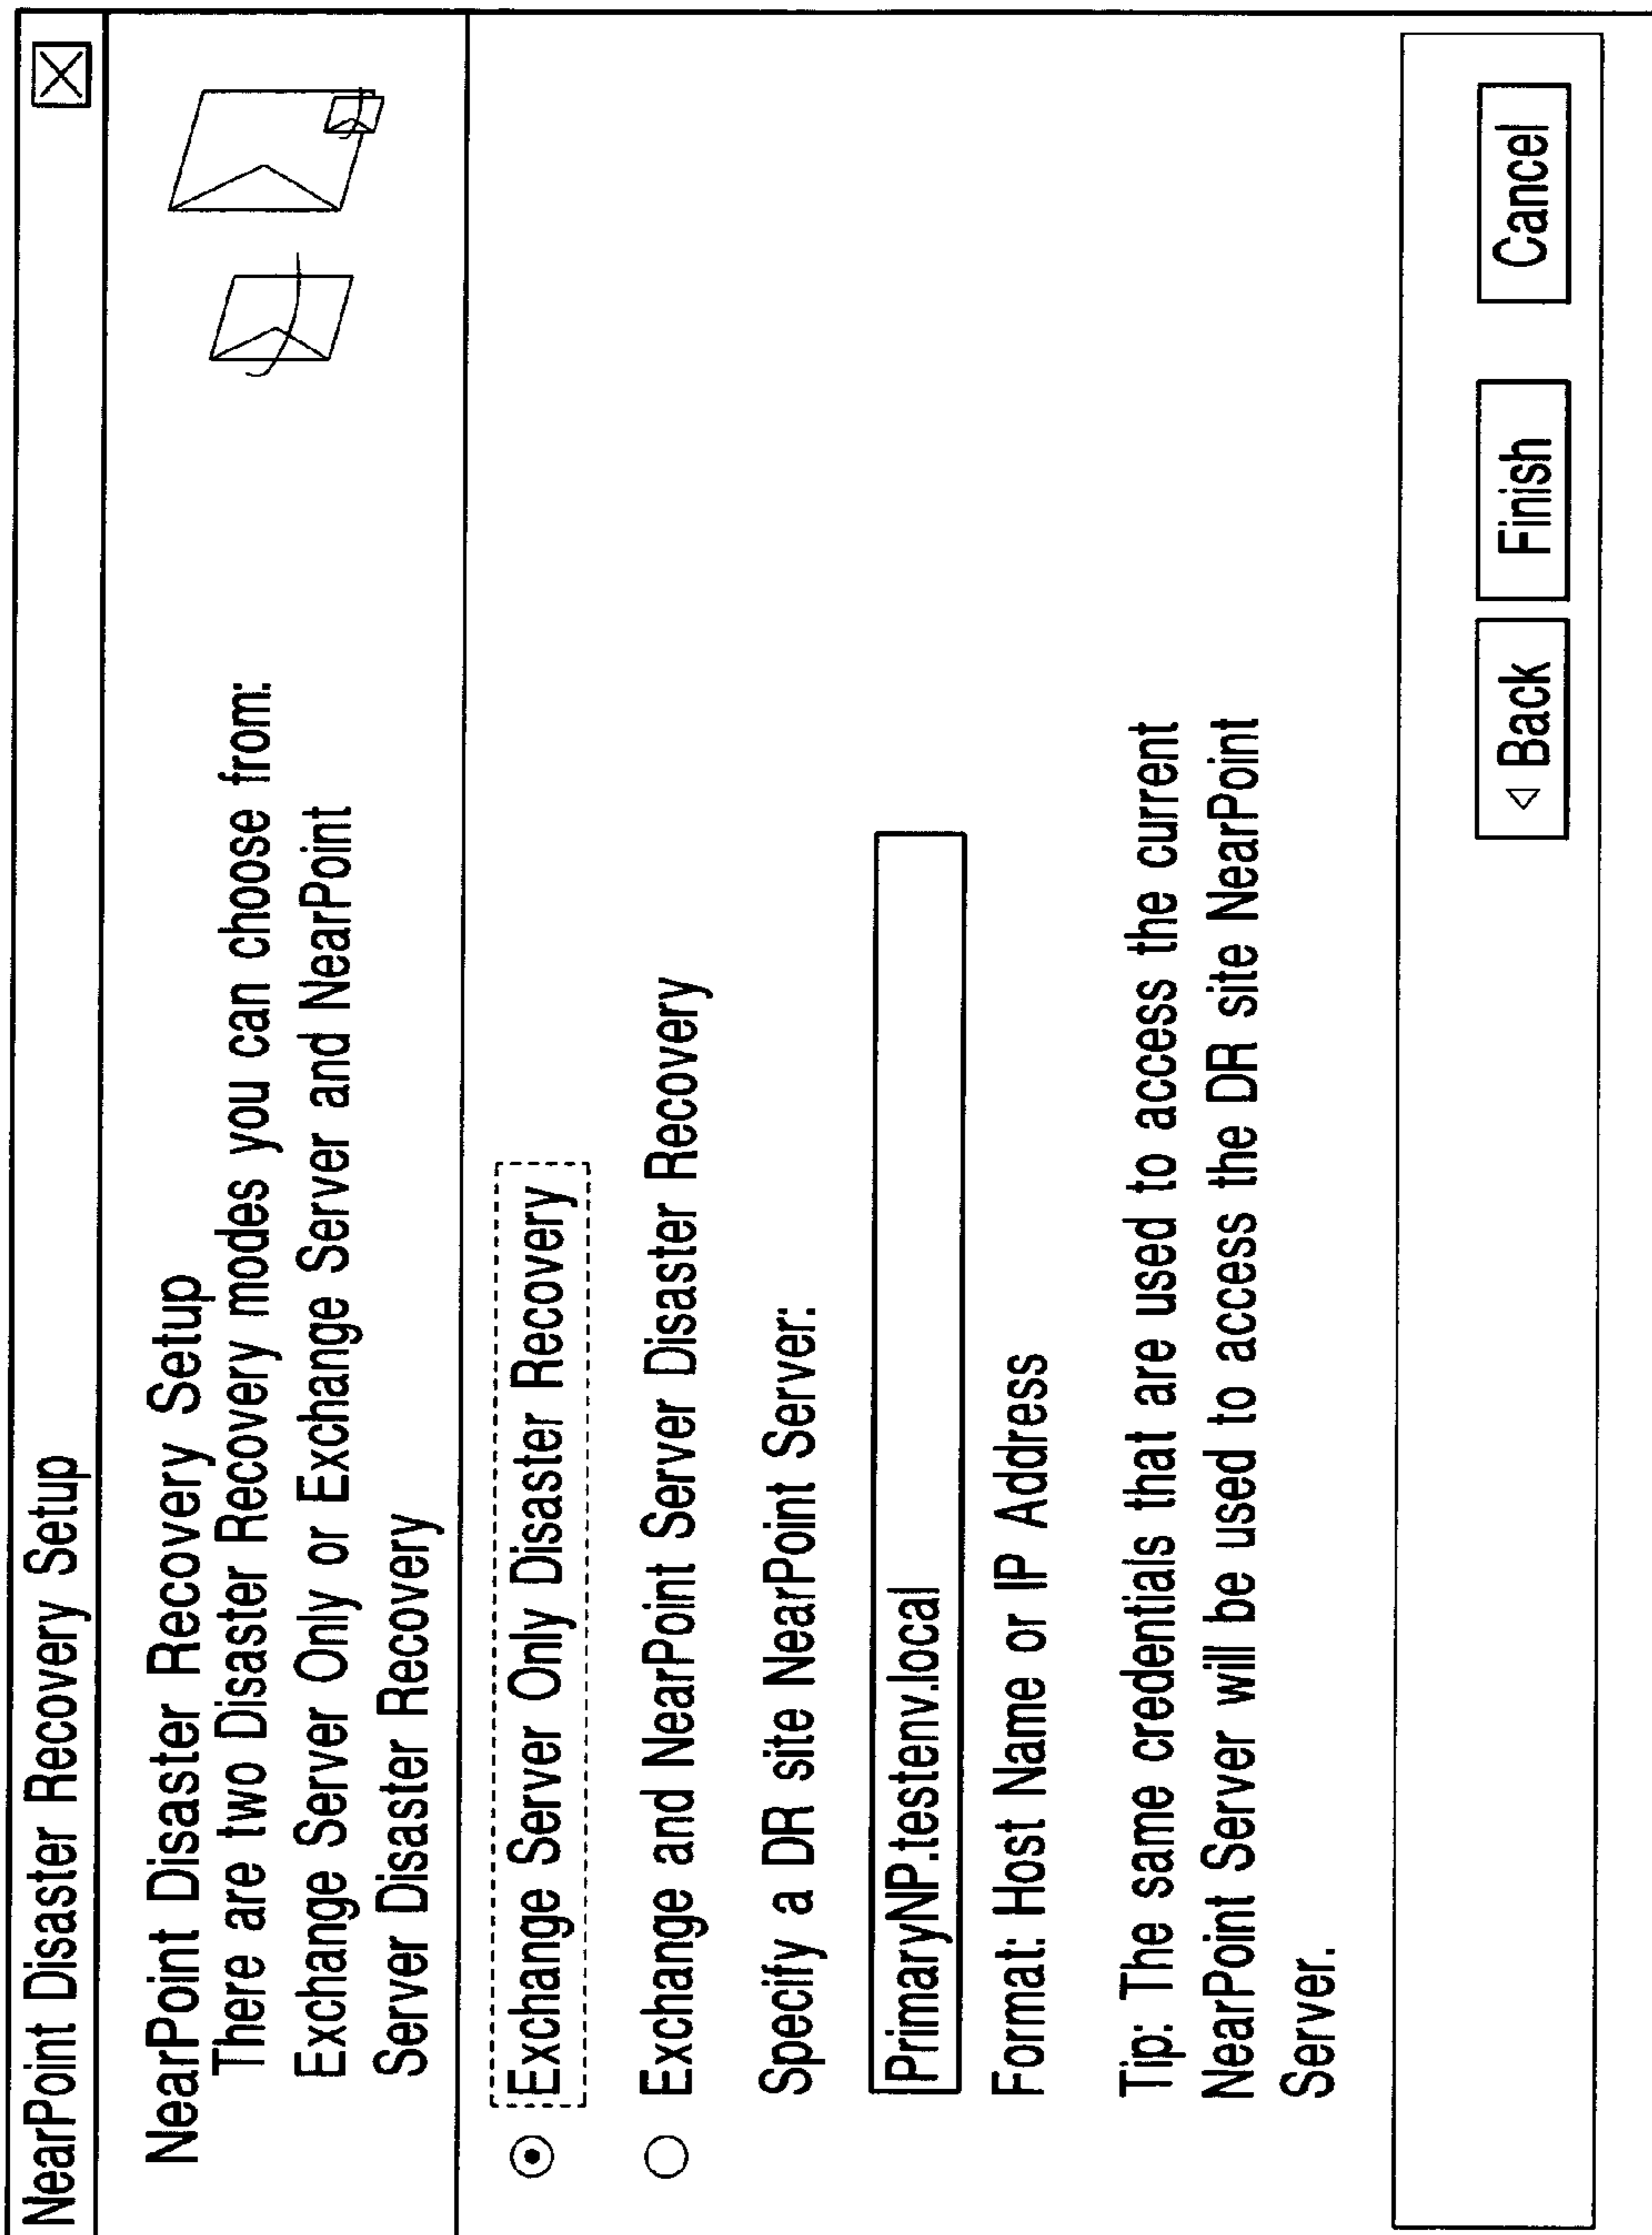 NearPoint Disaster Recovery Setup
NearPoint Disaster Recovery Setup
There are two Disaster Recovery modes you can choose from:
Exchange Server Only or Exchange Server and NearPoint
Server Disaster Recovery
Exchange Server Only Disaster Recovery
Exchange and NearPoint Server Disaster Recovery
Specify a DR site NearPoint Server:
PrimaryNP.testenv.local
Format: Host Name or IP Address
Tip: The same credentials that are used to access the current
NearPoint Server will be used to access the DR site NearPoint
Server.
Back
Finish
Cancel